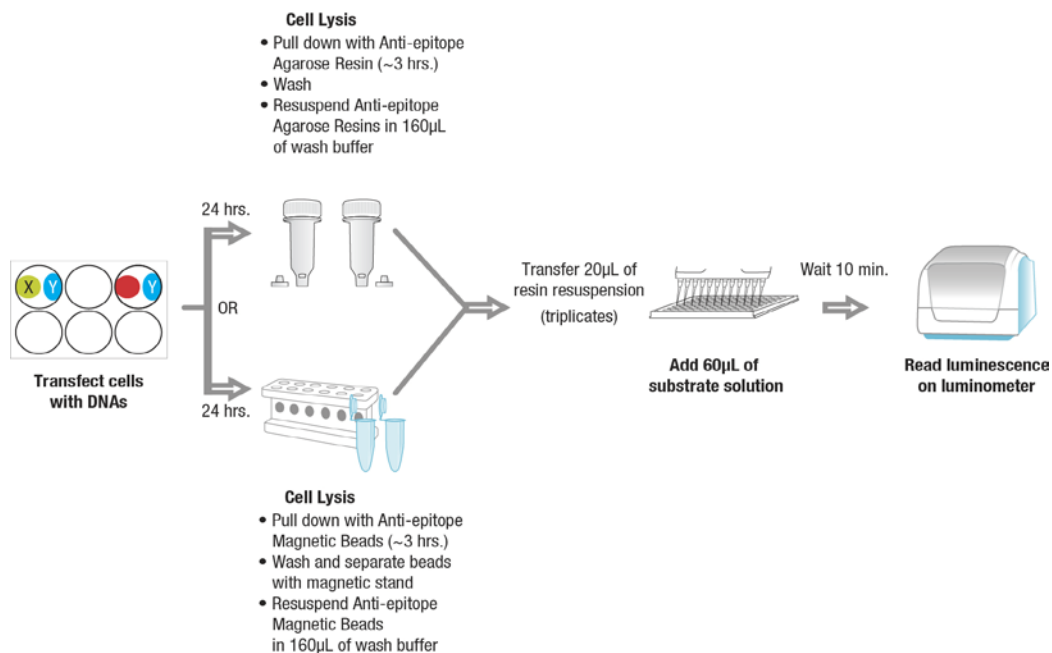 Cell Lysis
• Pull down with Anti-epitope
Agarose Resin (~3 hrs.)
• Wash
• Resuspend Anti-epitope
Agarose Resins in 160µL
of wash buffer
24 hrs.
X Y
Y
OR
Transfect cells
with DNAs
24 hrs.
Transfer 20µL of
resin resuspension
(triplicates)
Add 60µL of
substrate solution
Wait 10 min.
Read luminescence
on luminometer
Cell Lysis
• Pull down with Anti-epitope
Magnetic Beads (~3 hrs.)
• Wash and separate beads
with magnetic stand
• Resuspend Anti-epitope
Magnetic Beads
in 160µL of wash buffer